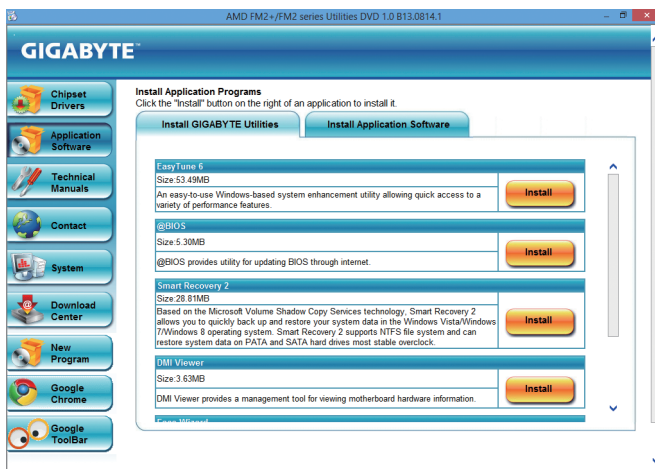 AMD FM2+/FM2 series Utilities DVD 1.0 B13.0814.1
GIGABYTE™
Chipset
Drivers
Application
Software
Technical
Manuals
Contact
System
Download
Center
New
Program
Google
Chrome
Google
ToolBar
Install Application Programs
Click the "Install" button on the right of an application to install it.
Install GIGABYTE Utilities
Install Application Software
EasyTune 6
Size:53.49MB
An easy-to-use Windows-based system enhancement utility allowing quick access to a
variety of performance features.
Install
@BIOS
Size:5.30MB
@BIOS provides utility for updating BIOS through internet.
Install
Smart Recovery 2
Size:28.81MB
Based on the Microsoft Volume Shadow Copy Services technology, Smart Recovery 2
allows you to quickly back up and restore your system data in the Windows Vista/Windows
7/Windows 8 operating system. Smart Recovery 2 supports NTFS file system and can
restore system data on PATA and SATA hard drives most stable overclock.
Install
DMI Viewer
Size:3.63MB
DMI Viewer provides a management tool for viewing motherboard hardware information.
Install